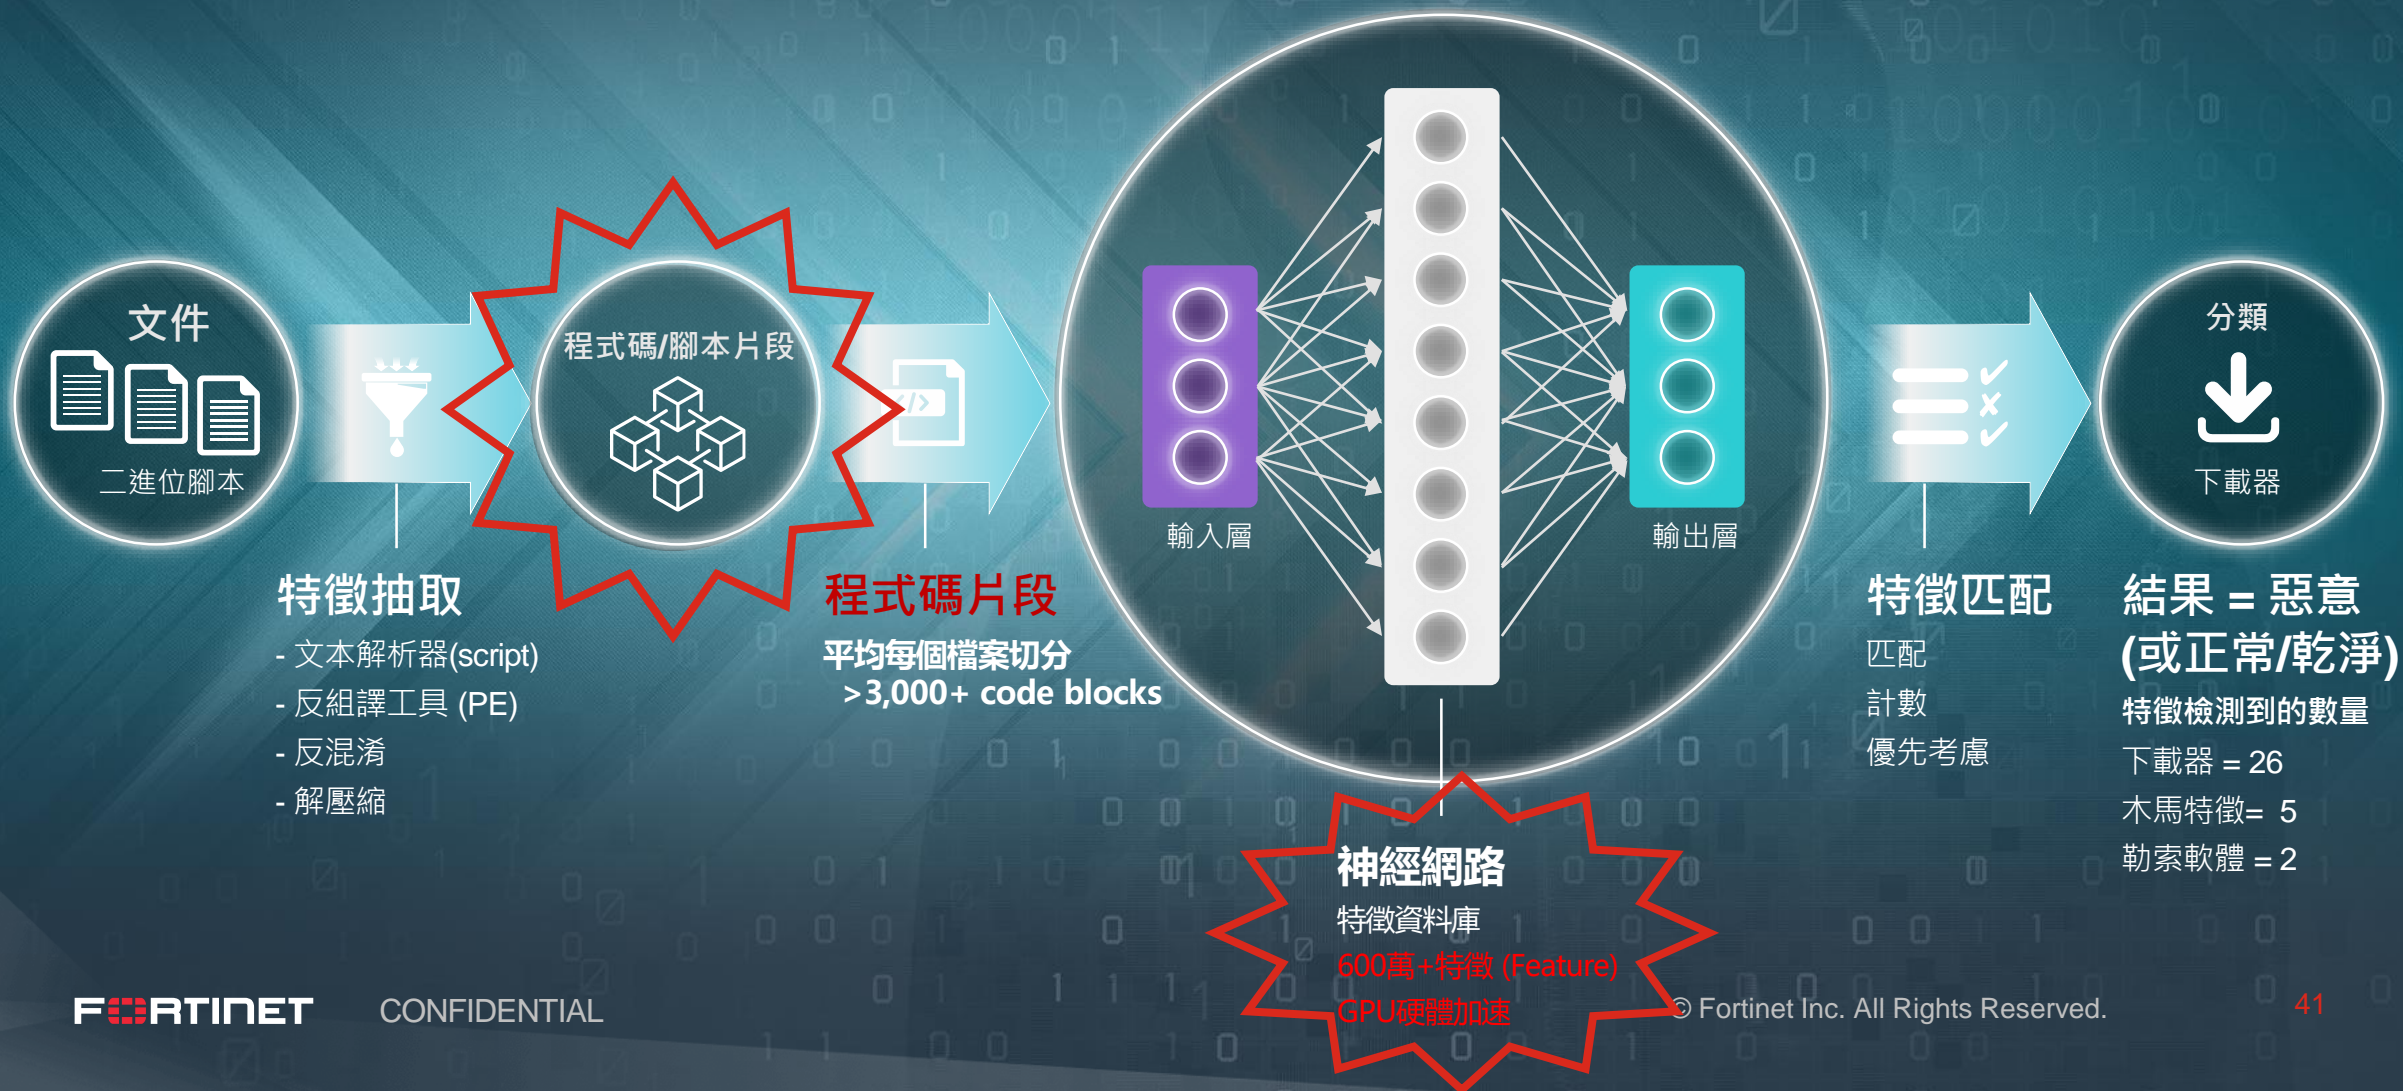 文件
二進位腳本
特徵抽取
- 文本解析器(script)
- 反組譯工具 (PE)
- 反混淆
- 解壓縮
程式碼/腳本片段
</>
程式碼片段
平均每個檔案切分
>3,000+ code blocks
輸入層
輸出層
神經網路
特徵資料庫
600萬+特徵 (Feature)
GPU硬體加速
特徵匹配
匹配
計數
優先考慮
分類
下載器
結果 = 惡意
(或正常/乾淨)
特徵檢測到的數量
下載器 = 26
木馬特徵= 5
勒索軟體 = 2
FORTINET
CONFIDENTIAL
© Fortinet Inc. All Rights Reserved.
41